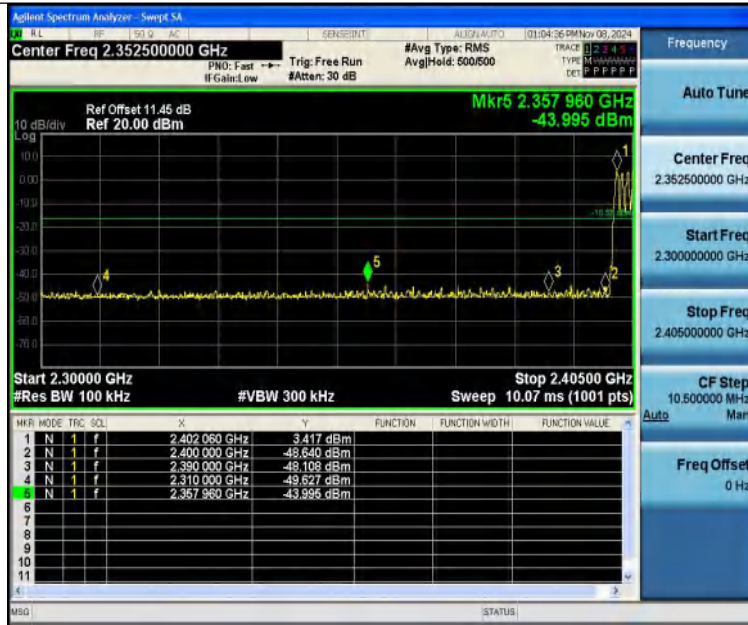 Agilent Spectrum Analyzer - Swept SA
RL RF 50 Ω AC SENSE:INT ALIGN AUTO 01:04:36 PM Nov 08, 2024
Center Freq 2.352500000 GHz
PNO: Fast
IFGain:Low
Trig: Free Run
#Atten: 30 dB
#Avg Type: RMS
Avg|Hold: 500/500
TRACE 1 2 3 4 5
TYPE M
DET P P P P P
Ref Offset 11.45 dB
Ref 20.00 dBm
10 dB/div
Log
Mkr5 2.357 960 GHz
-43.995 dBm
10.0
0.00
-10.0
-20.0
-30.0
-40.0
-50.0
-60.0
-70.0
1
2
3
4
5
Start 2.30000 GHz
Stop 2.40500 GHz
#Res BW 100 kHz
#VBW 300 kHz
Sweep 10.07 ms (1001 pts)
MKR MODE TRC SCL X Y FUNCTION FUNCTION WIDTH FUNCTION VALUE
1 N 1 f 2.402 060 GHz 3.417 dBm
2 N 1 f 2.400 000 GHz -48.640 dBm
3 N 1 f 2.390 000 GHz -48.108 dBm
4 N 1 f 2.310 000 GHz -49.627 dBm
5 N 1 f 2.357 960 GHz -43.995 dBm
6
7
8
9
10
11
MSG
STATUS
Frequency
Auto Tune
Center Freq
2.352500000 GHz
Start Freq
2.300000000 GHz
Stop Freq
2.405000000 GHz
CF Step
10.500000 MHz
Auto Man
Freq Offset
0 Hz